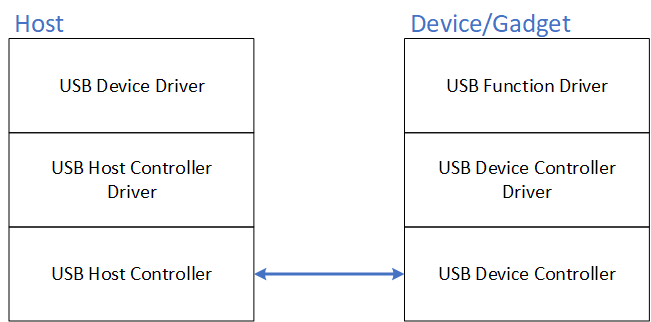 Host
Device/Gadget
USB Device Driver
USB Function Driver
USB Host Controller
Driver
USB Device Controller
Driver
USB Host Controller
USB Device Controller